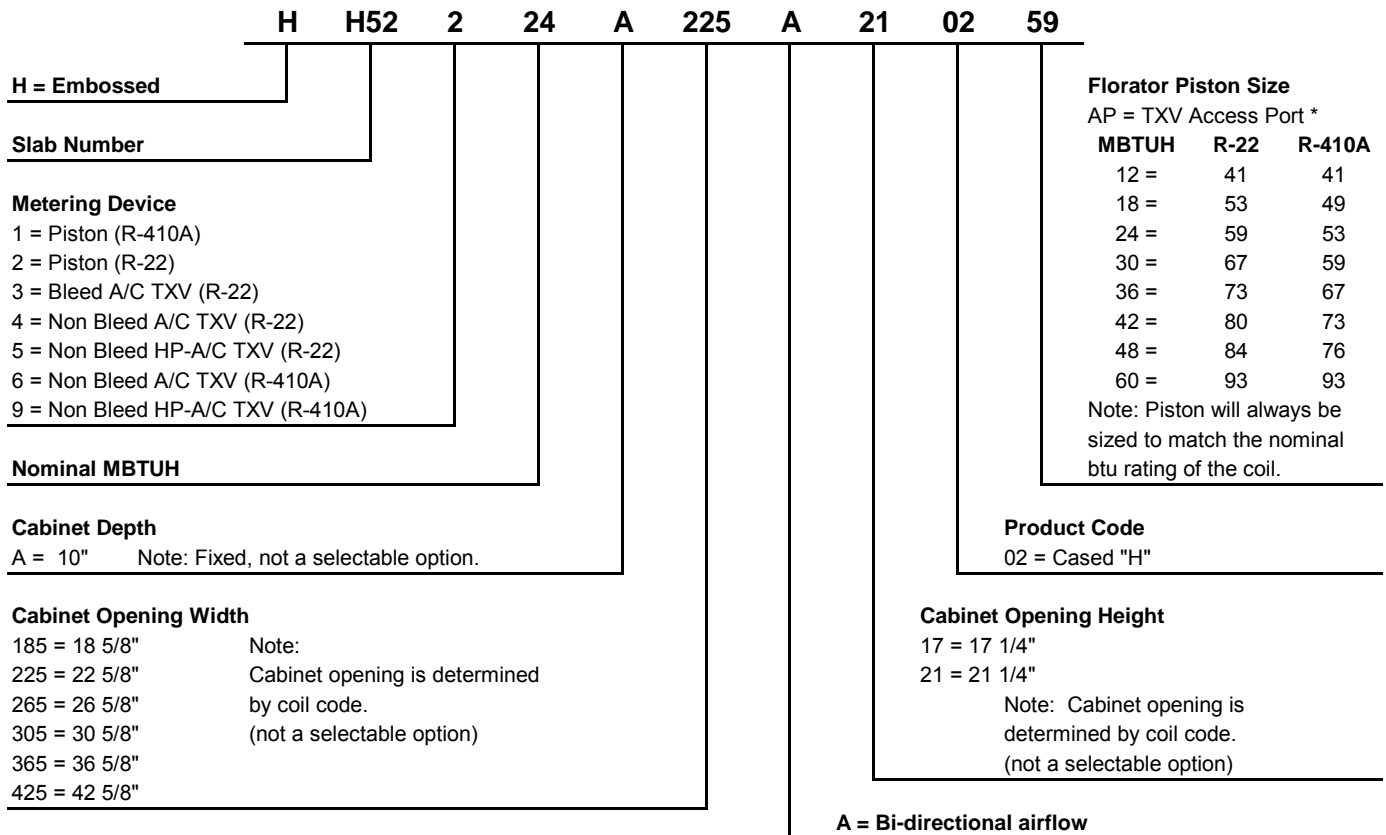 H H52 2 24 A 225 A 21 02 59
H = Embossed
Slab Number
Metering Device
1 = Piston (R-410A)
2 = Piston (R-22)
3 = Bleed A/C TXV (R-22)
4 = Non Bleed A/C TXV (R-22)
5 = Non Bleed HP-A/C TXV (R-22)
6 = Non Bleed A/C TXV (R-410A)
9 = Non Bleed HP-A/C TXV (R-410A)
Nominal MBTUH
Cabinet Depth
A = 10" Note: Fixed, not a selectable option.
Cabinet Opening Width
185 = 18 5/8" Note:
225 = 22 5/8" Cabinet opening is determined
265 = 26 5/8" by coil code.
305 = 30 5/8" (not a selectable option)
365 = 36 5/8"
425 = 42 5/8"
Florator Piston Size
AP = TXV Access Port *
MBTUH R-22 R-410A
12 = 41 41
18 = 53 49
24 = 59 53
30 = 67 59
36 = 73 67
42 = 80 73
48 = 84 76
60 = 93 93
Note: Piston will always be
sized to match the nominal
btu rating of the coil.
Product Code
02 = Cased "H"
Cabinet Opening Height
17 = 17 1/4"
21 = 21 1/4"
Note: Cabinet opening is
determined by coil code.
(not a selectable option)
A = Bi-directional airflow